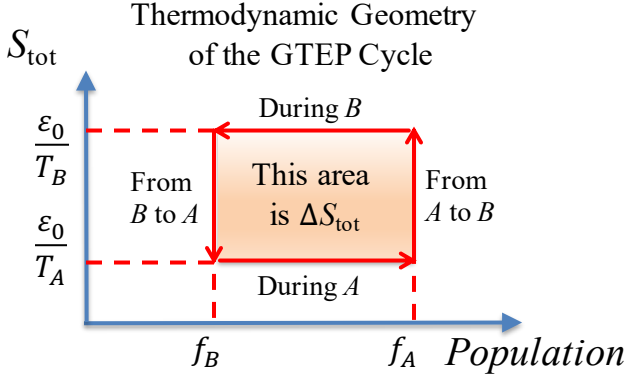 Thermodynamic Geometry
of the GTEP Cycle
S_tot
During B
ε₀/T_B
From
B to A
This area
is ΔS_tot
From
A to B
ε₀/T_A
During A
f_B
f_A
Population